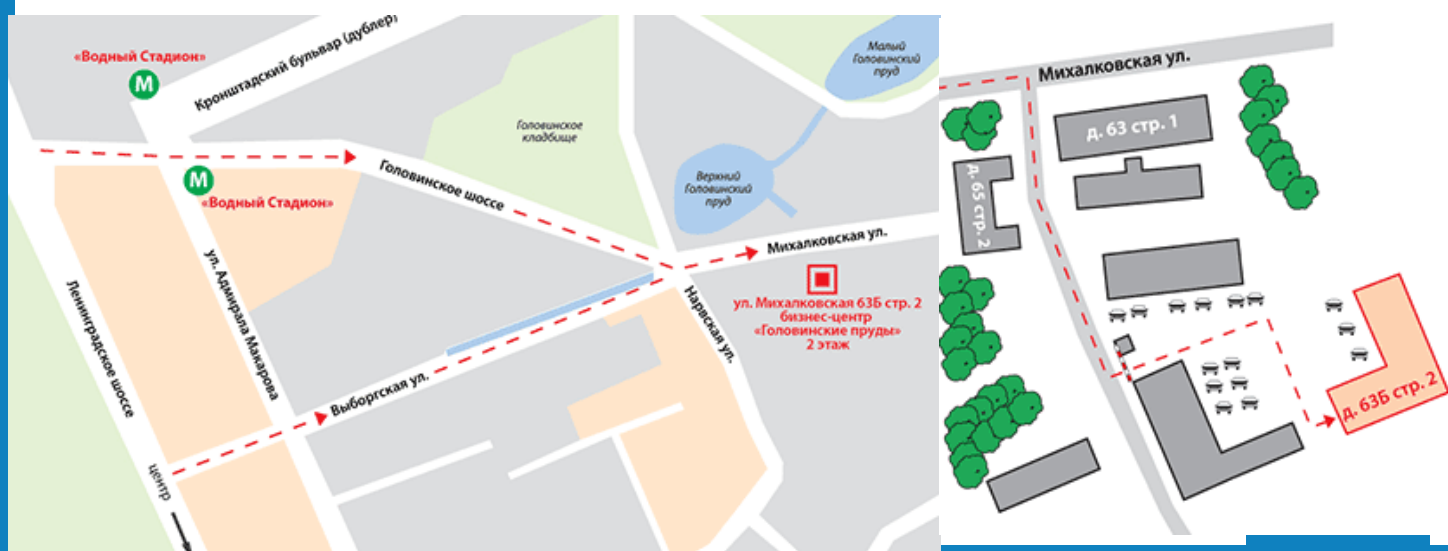 «Водный Стадион»
М
Кронштадский бульвар (дублер)
Малый
Головинский
пруд
Головинское
кладбище
Головинское шоссе
М
«Водный Стадион»
Верхний
Головинский
пруд
Михалковская ул.
ул. Михалковская 63Б стр. 2
бизнес-центр
«Головинские пруды»
2 этаж
Ленинградское шоссе
ул. Адмирала Макарова
Нарвская ул.
Выборгская ул.
центр
Михалковская ул.
д. 63 стр. 1
д. 65 стр. 2
д. 63Б стр. 2